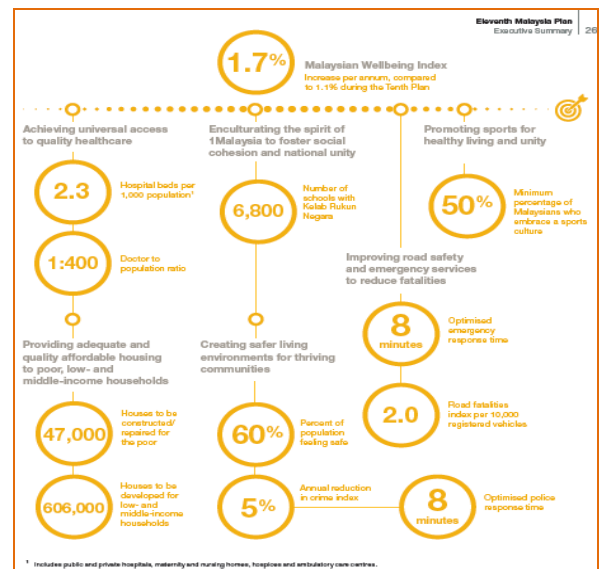 Eleventh Malaysia Plan
Executive Summary 26
1.7%
Malaysian Wellbeing Index
Increase per annum, compared
to 1.1% during the Tenth Plan
Achieving universal access
to quality healthcare
2.3
Hospital beds per
1,000 population¹
1:400
Doctor to
population ratio
Providing adequate and
quality affordable housing
to poor, low- and
middle-income households
47,000
Houses to be
constructed/
repaired for
the poor
606,000
Houses to be
developed for
low- and
middle-income
households
Enculturating the spirit of
1Malaysia to foster social
cohesion and national unity
6,800
Number of
schools with
Kelab Rukun
Negara
Creating safer living
environments for thriving
communities
60%
Percent of
population
feeling safe
5%
Annual reduction
in crime index
8
minutes
Optimised police
response time
Improving road safety
and emergency services
to reduce fatalities
8
minutes
Optimised
emergency
response time
2.0
Road fatalities
index per 10,000
registered vehicles
Promoting sports for
healthy living and unity
50%
Minimum
percentage of
Malaysians who
embrace a sports
culture
¹ Includes public and private hospitals, maternity and nursing homes, hospices and ambulatory care centres.